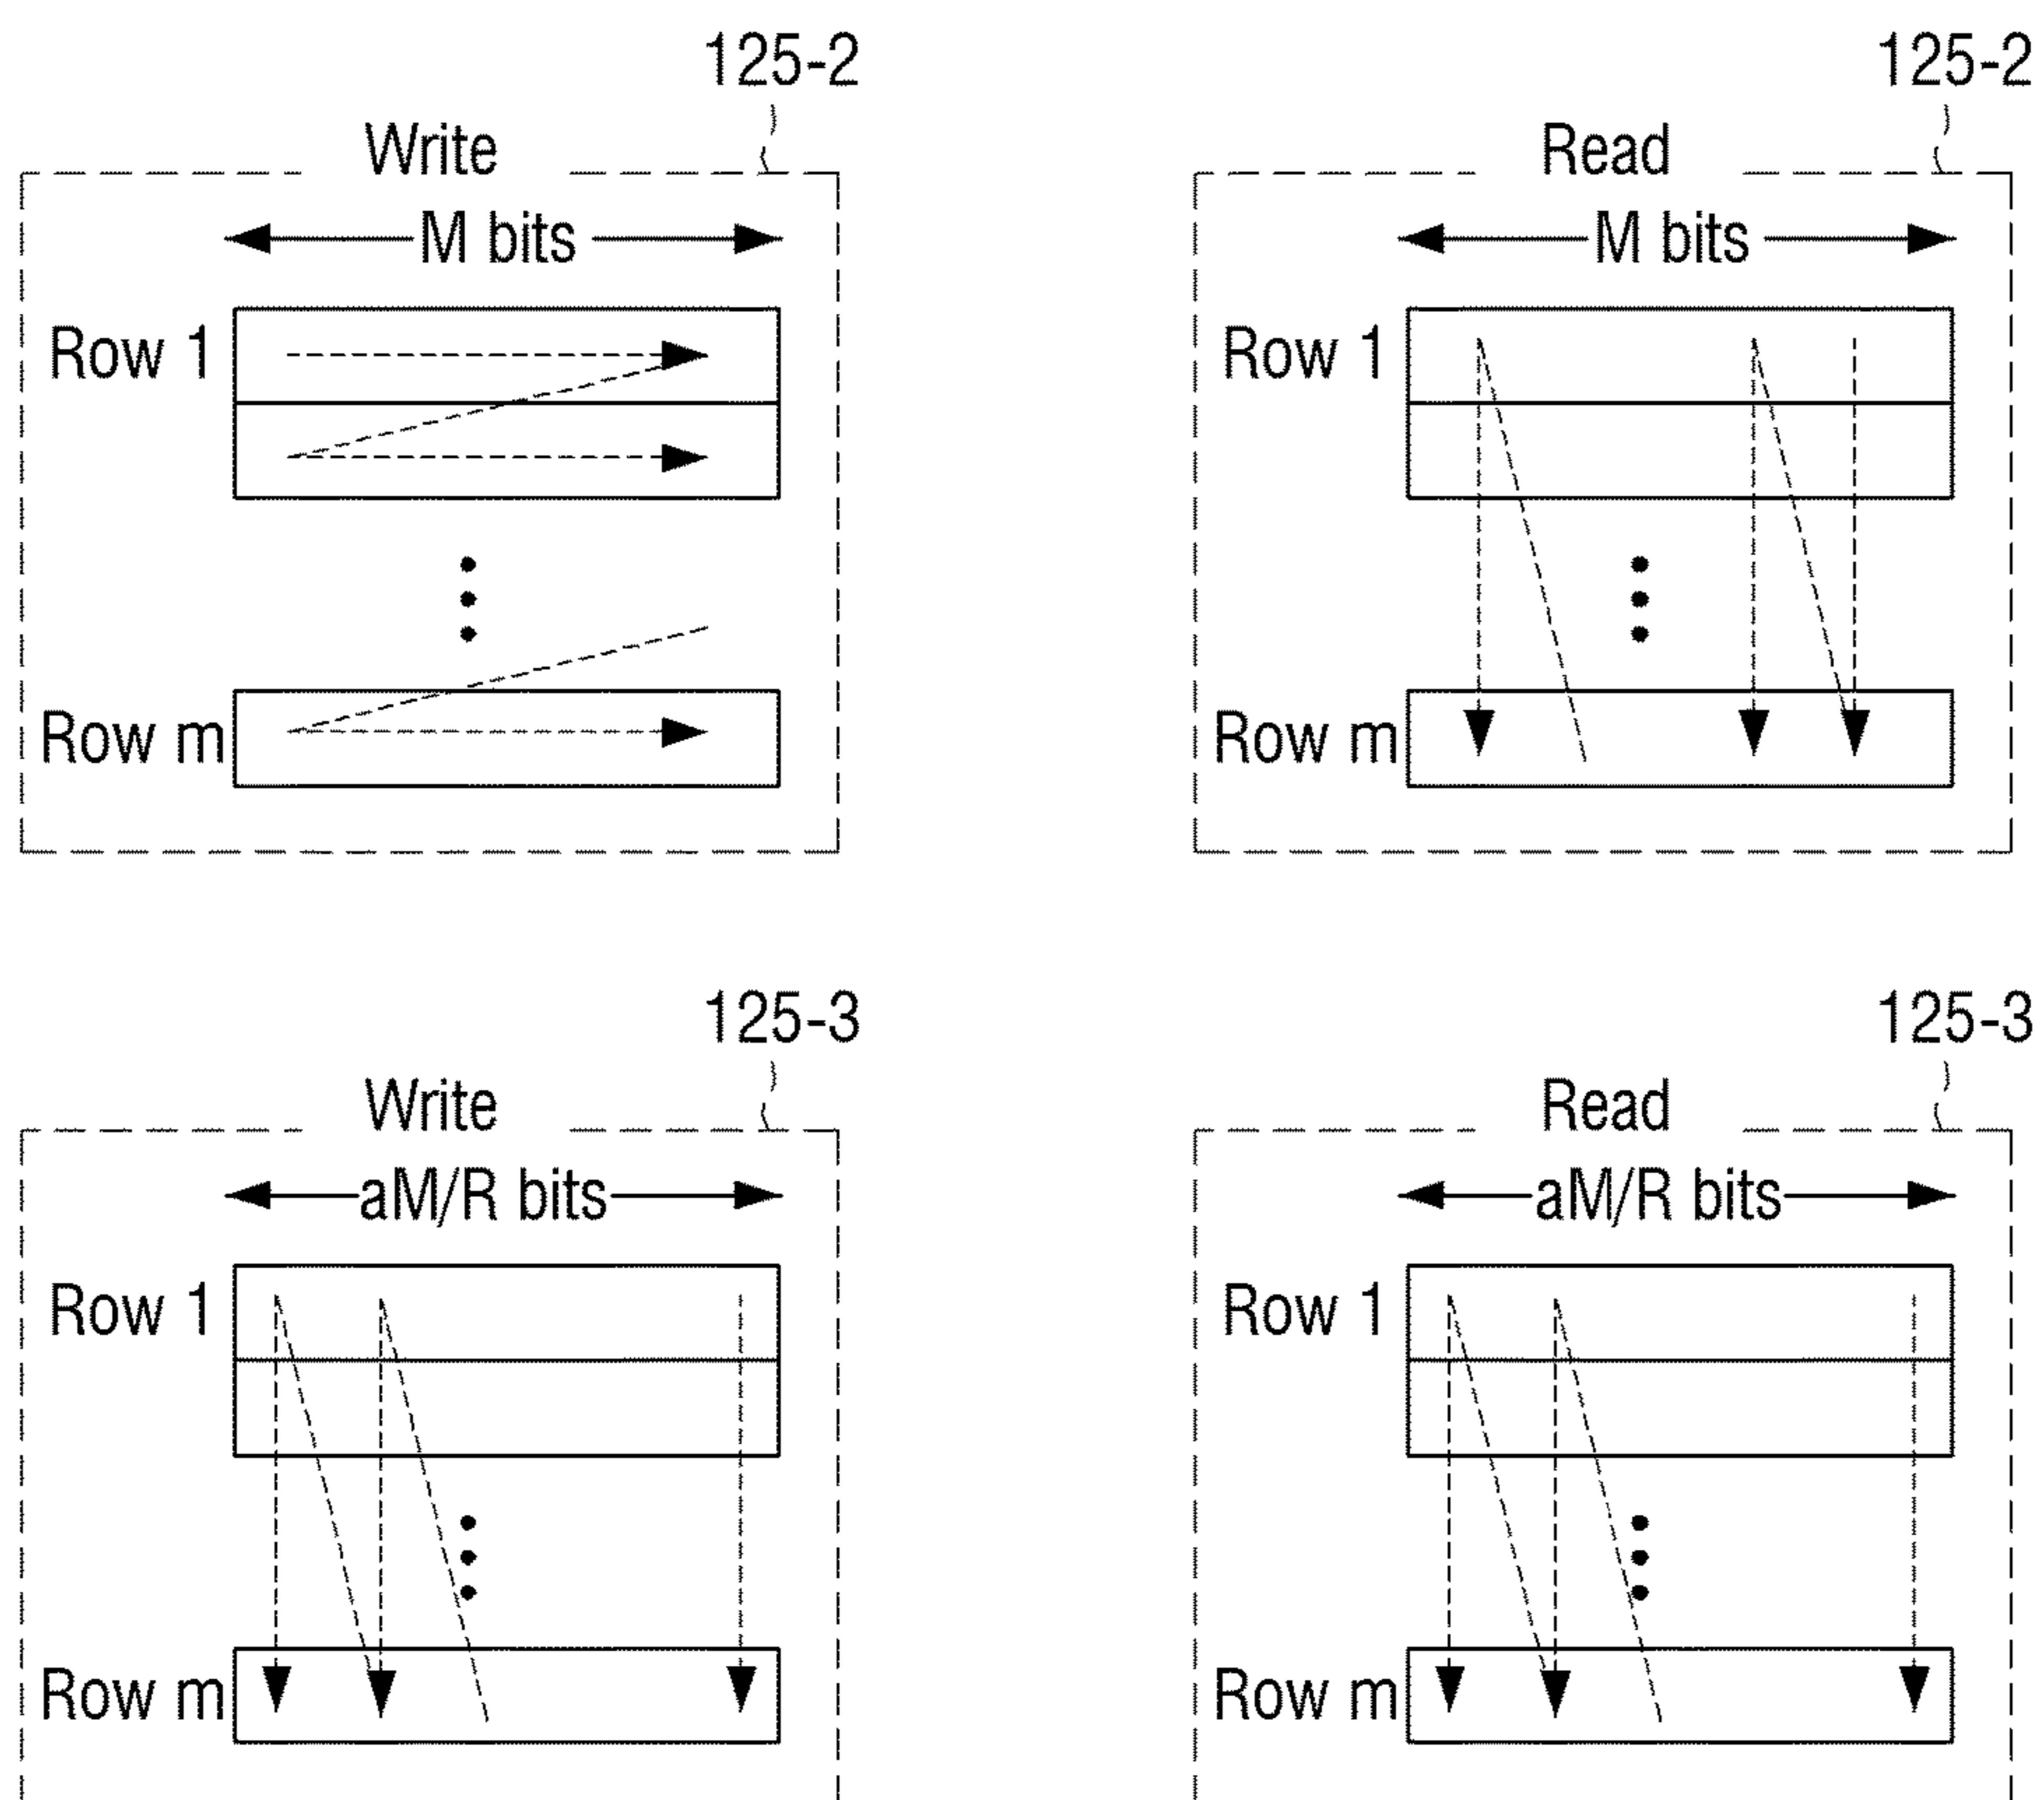 125-2
Write
M bits
Row 1
Row m
125-2
Read
M bits
Row 1
Row m
125-3
Write
aM/R bits
Row 1
Row m
125-3
Read
aM/R bits
Row 1
Row m